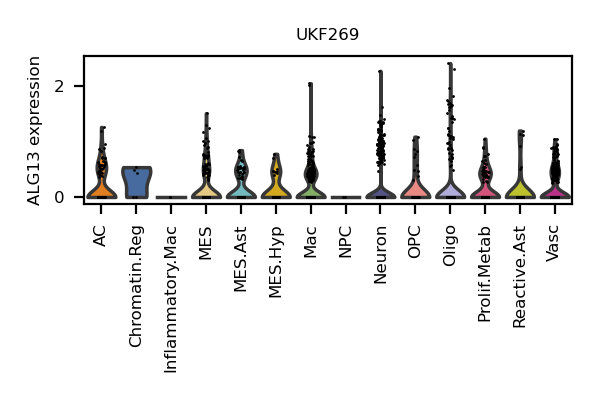 UKF269
ALG13 expression
2
0
AC
Chromatin.Reg
Inflammatory.Mac
MES
MES.Ast
MES.Hyp
Mac
NPC
Neuron
OPC
Oligo
Prolif.Metab
Reactive.Ast
Vasc